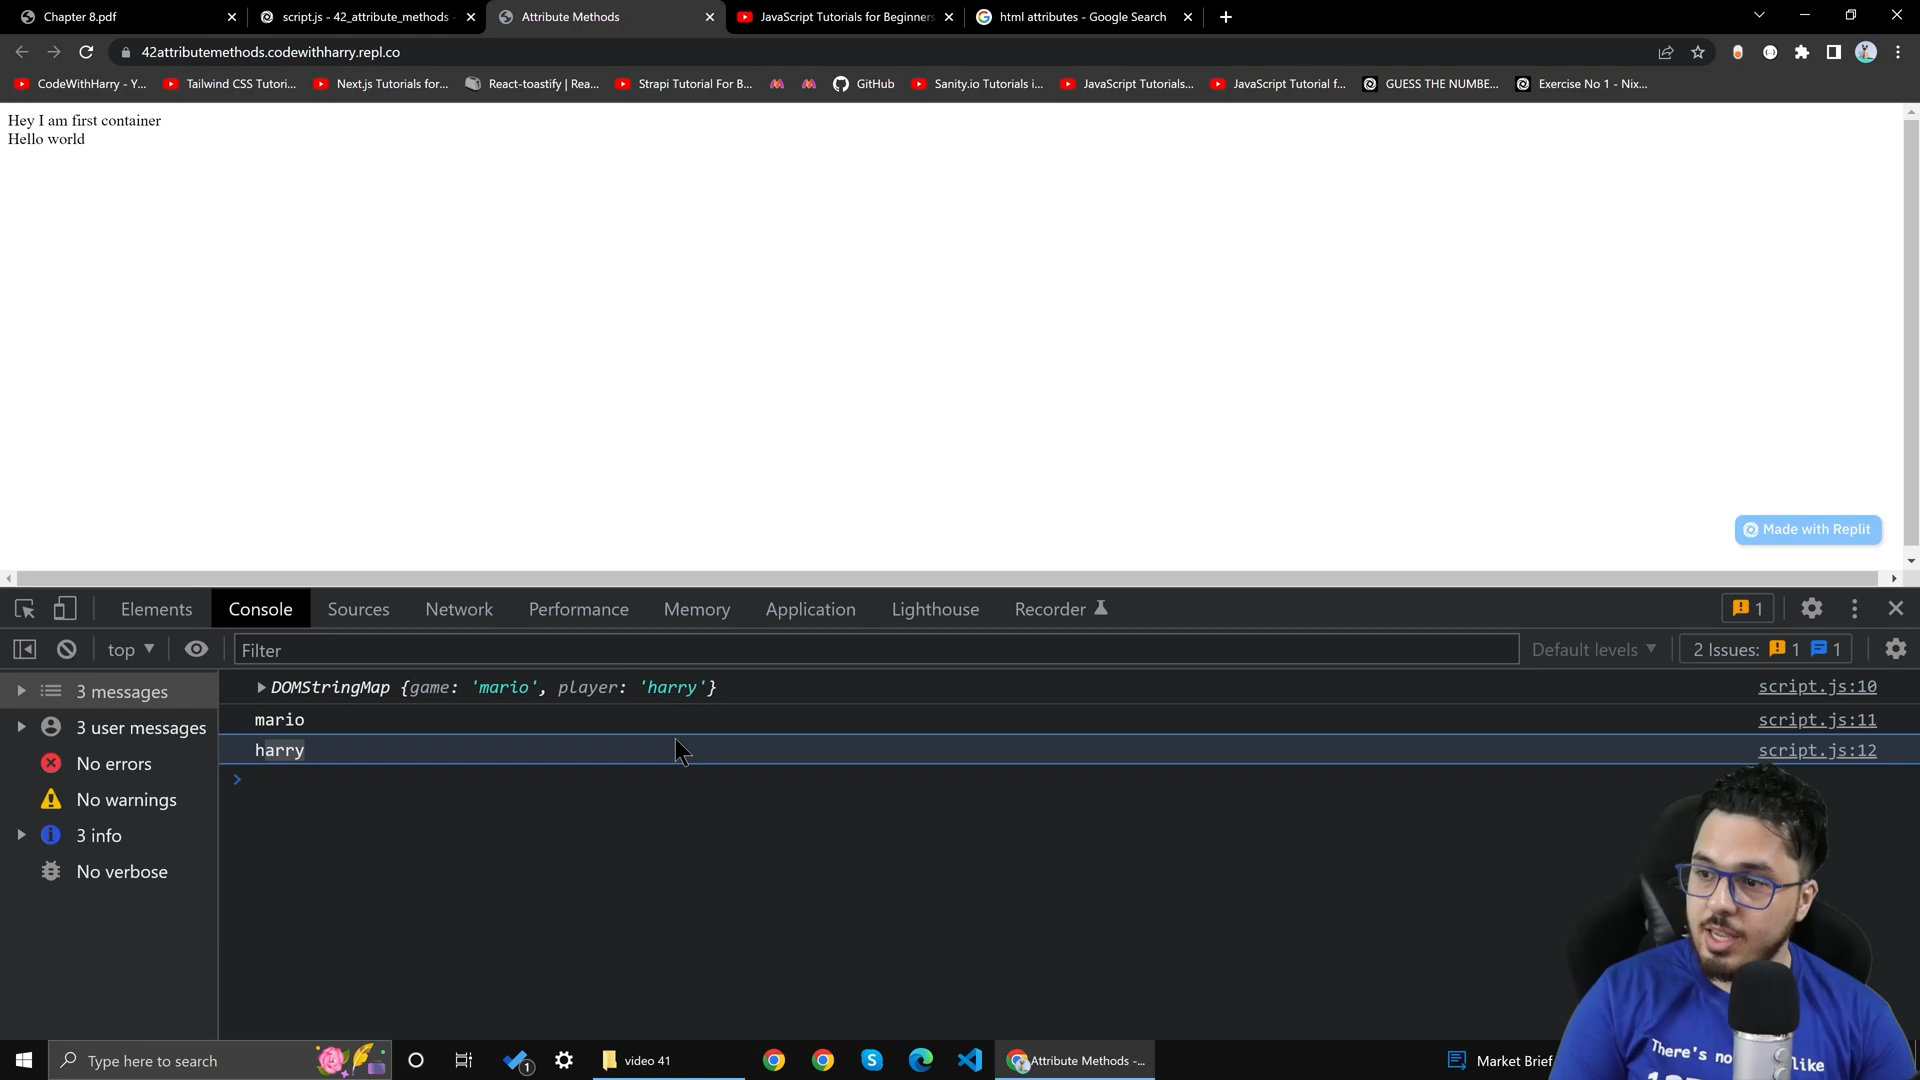 Chapter 8.pdf
script.js - 42_attribute_methods -
Attribute Methods
JavaScript Tutorials for Beginners
html attributes - Google Search
42attributemethods.codewithharry.repl.co
CodeWithHarry - Y...
Tailwind CSS Tutori...
Next.js Tutorials for...
React-toastify | Rea...
Strapi Tutorial For B...
GitHub
Sanity.io Tutorials i...
JavaScript Tutorials...
JavaScript Tutorial f...
GUESS THE NUMBE...
Exercise No 1 - Nix...
Hey I am first container
Hello world
Made with Replit
Elements
Console
Sources
Network
Performance
Memory
Application
Lighthouse
Recorder
1
top
Filter
Default levels
2 Issues: 1 1
3 messages
3 user messages
No errors
No warnings
3 info
No verbose
DOMStringMap {game: 'mario', player: 'harry'}
script.js:10
mario
script.js:11
harry
script.js:12
There's no
like
Type here to search
1
video 41
Attribute Methods -...
Market Brief